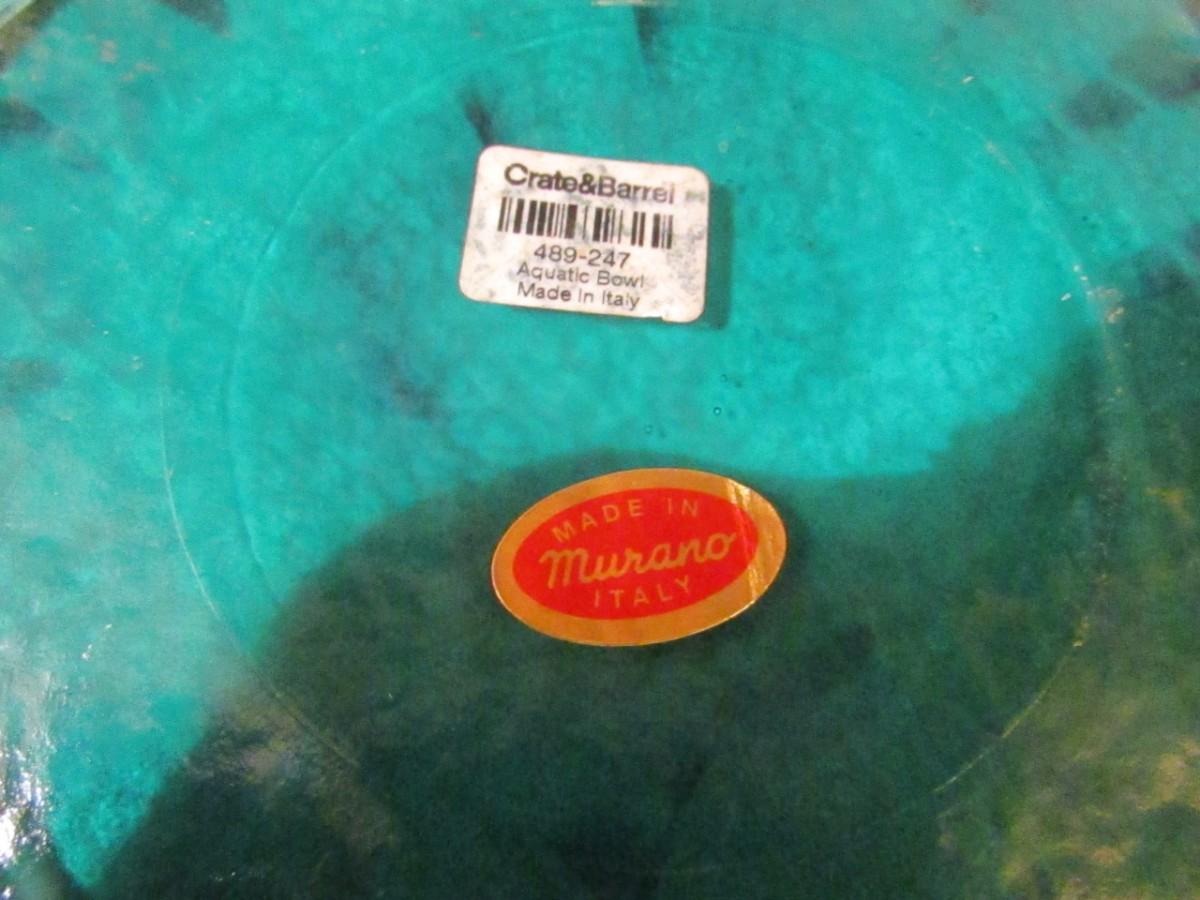 Crate&Barrel
489-247
Aquatic Bowl
Made in Italy
MADE IN
Murano
ITALY